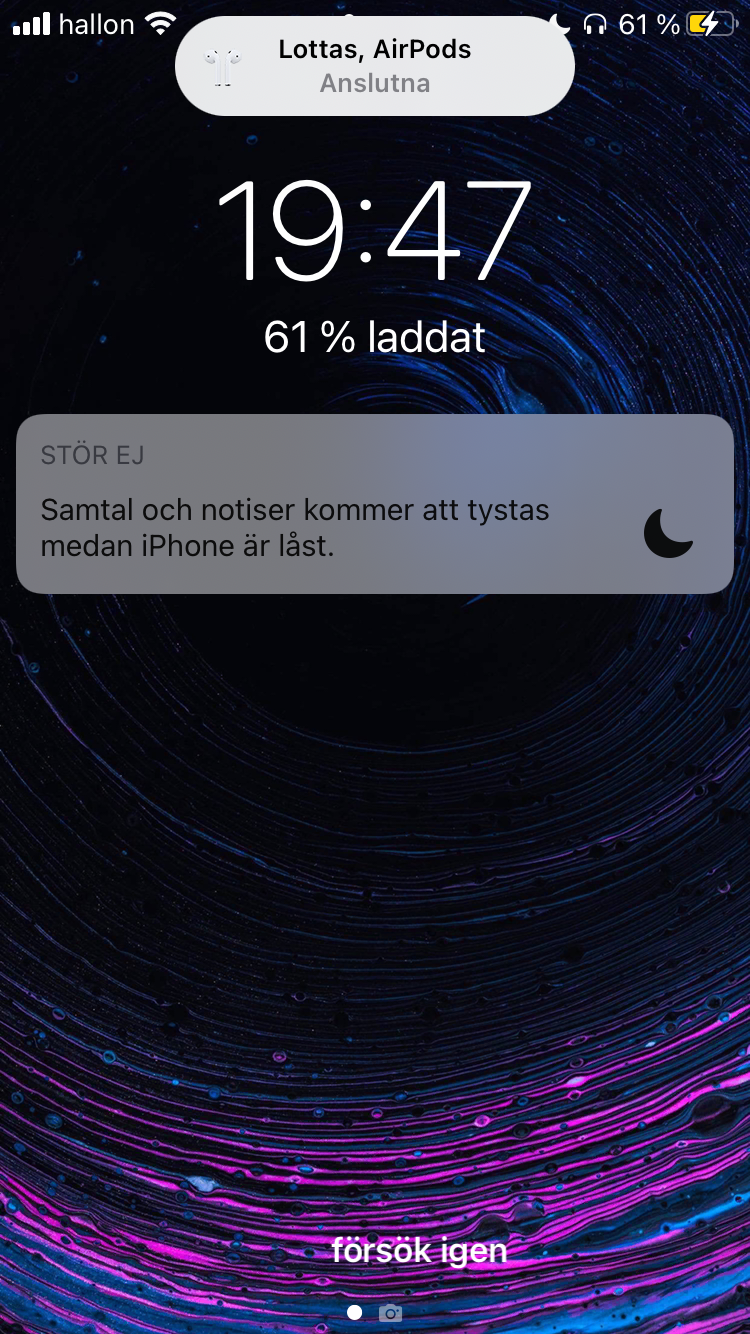 hallon 61 %
Lottas, AirPods
Anslutna
19:47
61 % laddat
STÖR EJ
Samtal och notiser kommer att tystas
medan iPhone är låst.
försök igen